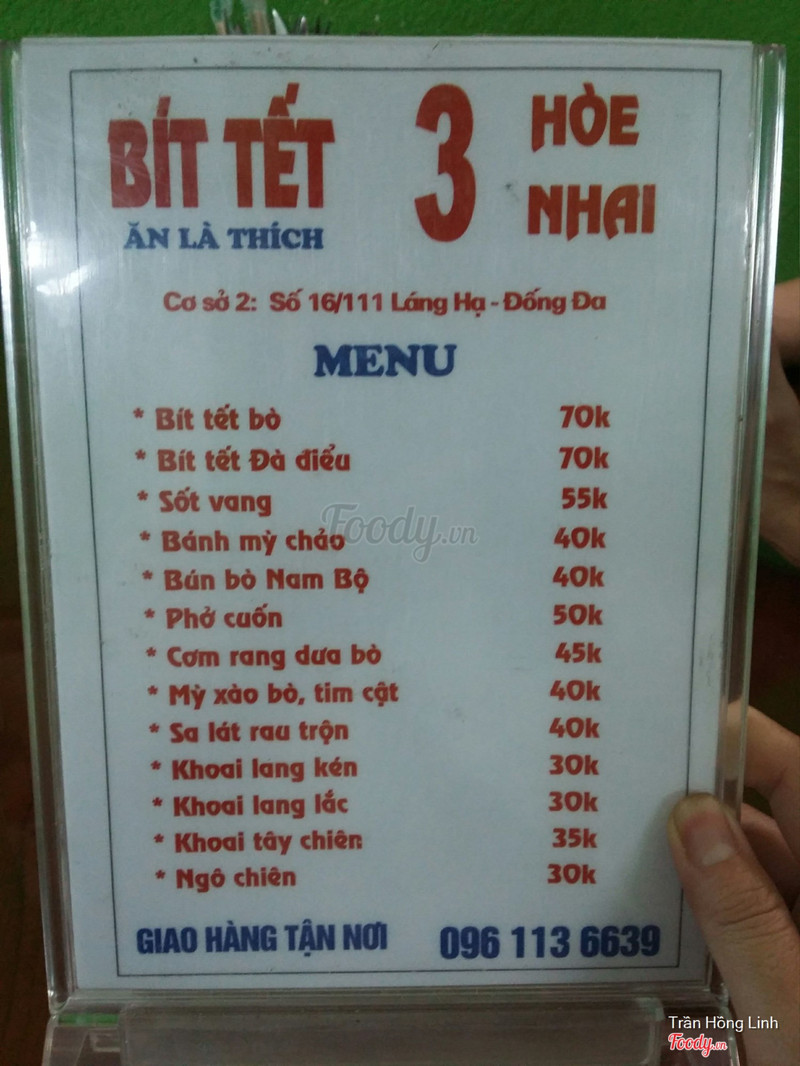 BÍT TẾT 3 HÒE NHAI
ĂN LÀ THÍCH
Cơ sở 2: Số 16/111 Láng Hạ - Đống Đa
MENU
* Bít tết bò 70k
* Bít tết Đà điểu 70k
* Sốt vang 55k
* Bánh mỳ chảo 40k
* Bún bò Nam Bộ 40k
* Phở cuốn 50k
* Cơm rang dưa bò 45k
* Mỳ xào bò, tim cật 40k
* Sa lát rau trộn 40k
* Khoai lang kén 30k
* Khoai lang lắc 30k
* Khoai tây chiên 35k
* Ngô chiên 30k
GIAO HÀNG TẬN NƠI 096 113 6639
Foody.vn
Trần Hồng Linh
Foody.vn